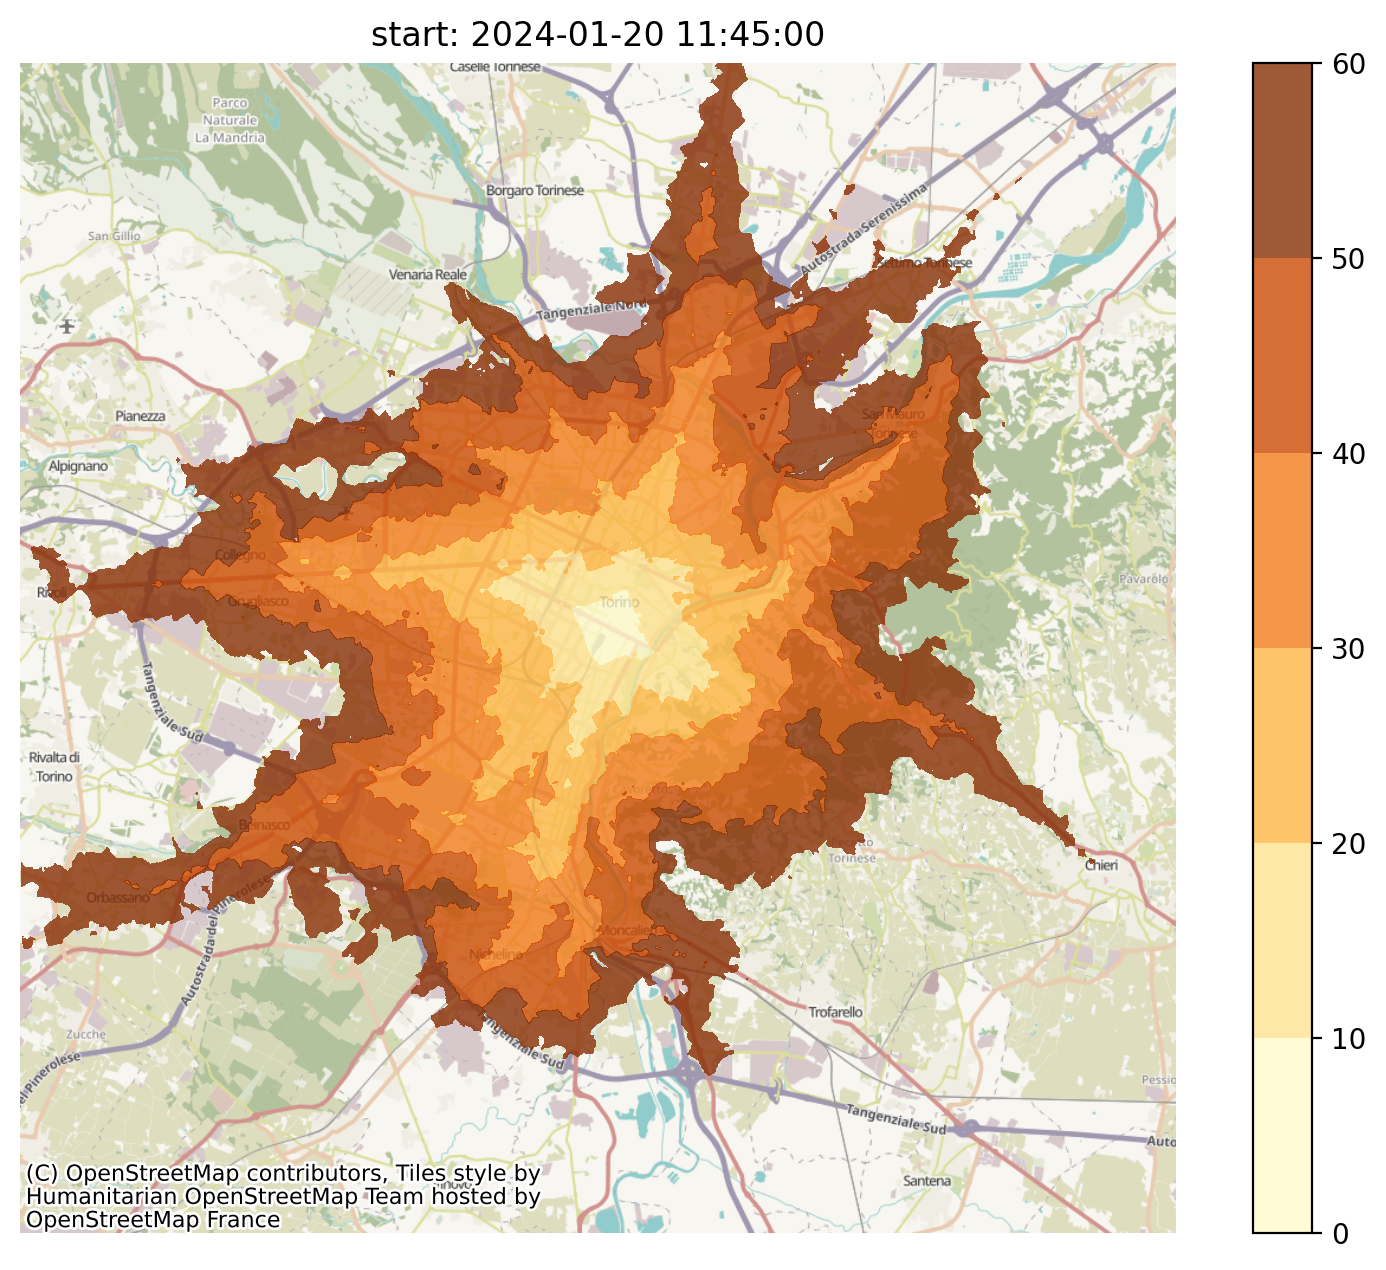 start: 2024-01-20 11:45:00
Caselle Torinese
60
Parco
Naturale
La Mandria
Borgaro Torinese
San Gillio
Autostrada Serenissima
Venaria Reale
Settimo Torinese
50
Tangenziale Nord
Pianezza
San Mauro
Torinese
40
Alpignano
Collegno
Pavarolo
Rivoli
Grugliasco
Torino
30
Tangenziale Sud
Rivalta di
Torino
Beinasco
20
Torinese
Chieri
Orbassano
Autostrada del Pinerolese
Moncalieri
Nichelino
Trofarello
Zucche
Tangenziale Sud
10
el Pinerolese
Pessio
Tangenziale Sud
Auto
(C) OpenStreetMap contributors, Tiles style by
Humanitarian OpenStreetMap Team hosted by
OpenStreetMap France
Santena
0